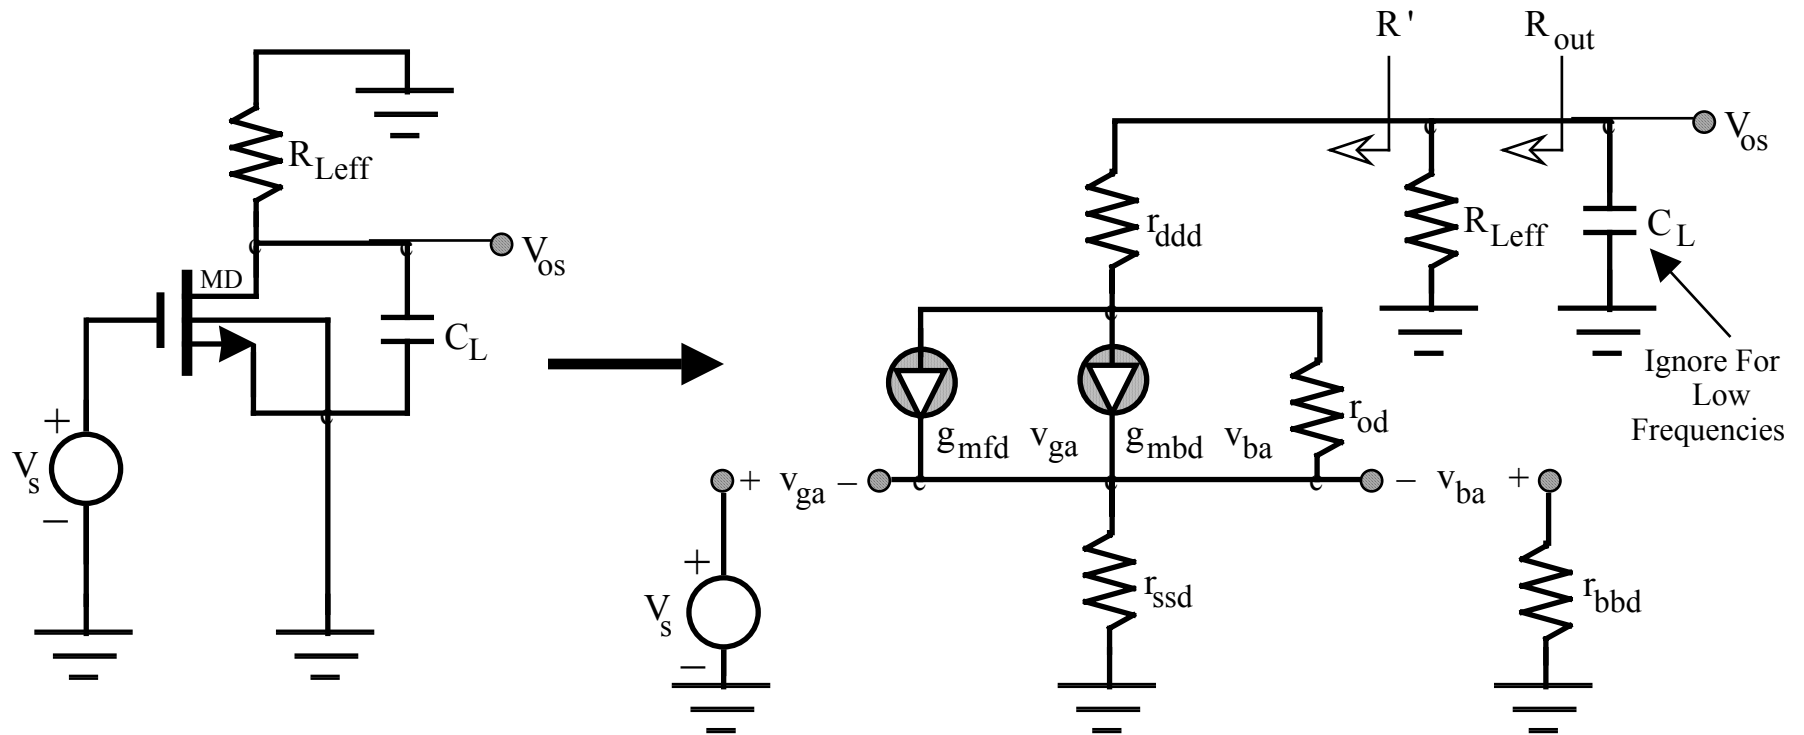 R
Leff
MD
V
os
C
L
+
V
s
−
R '
R
out
V
os
r
ddd
R
Leff
C
L
Ignore For
Low
Frequencies
g
mfd
v
ga
g
mbd
v
ba
r
od
+ v
ga
−
− v
ba
+
+
V
s
−
r
ssd
r
bbd